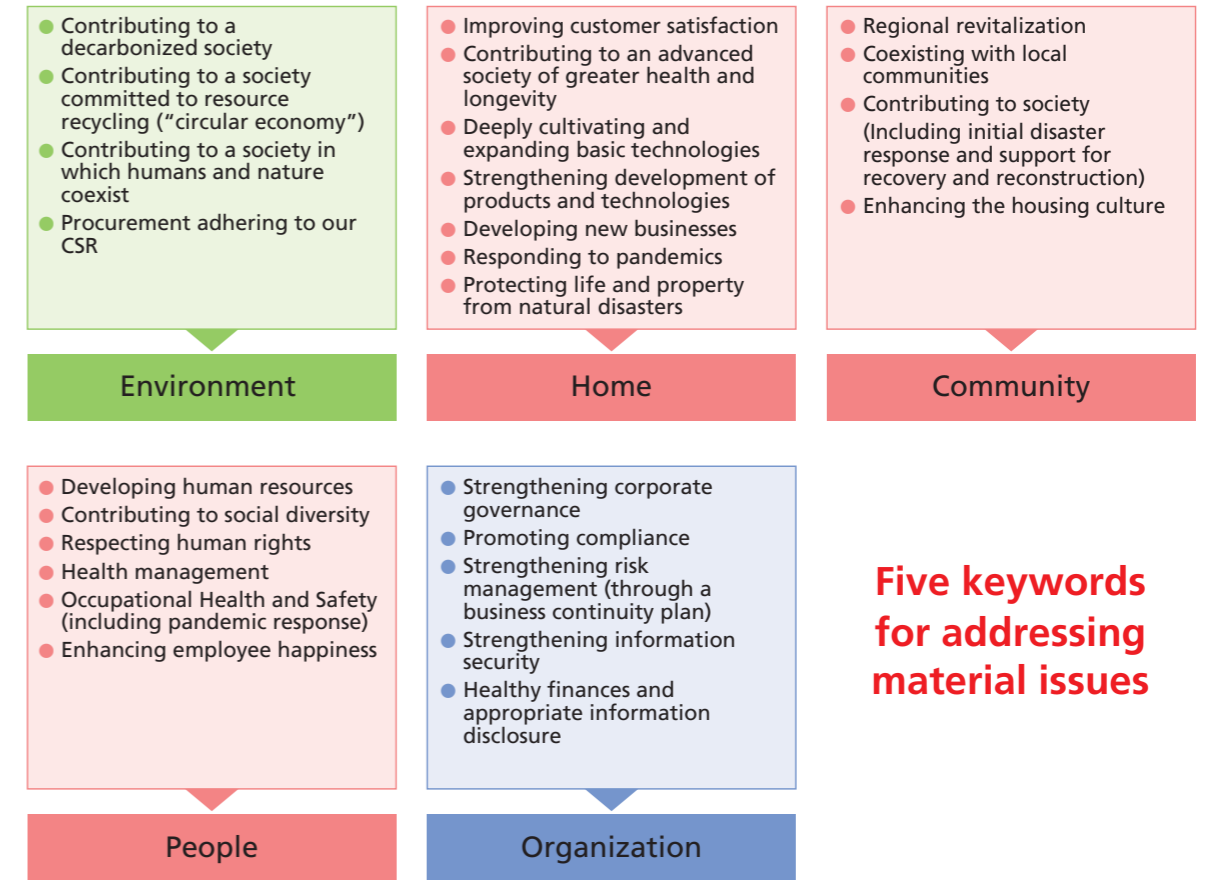 ● Contributing to a
decarbonized society
● Contributing to a society
committed to resource
recycling (“circular economy”)
● Contributing to a society in
which humans and nature
coexist
● Procurement adhering to our
CSR
Environment
● Improving customer satisfaction
● Contributing to an advanced
society of greater health and
longevity
● Deeply cultivating and
expanding basic technologies
● Strengthening development of
products and technologies
● Developing new businesses
● Responding to pandemics
● Protecting life and property
from natural disasters
Home
● Regional revitalization
● Coexisting with local
communities
● Contributing to society
(Including initial disaster
response and support for
recovery and reconstruction)
● Enhancing the housing culture
Community
● Developing human resources
● Contributing to social diversity
● Respecting human rights
● Health management
● Occupational Health and Safety
(including pandemic response)
● Enhancing employee happiness
People
● Strengthening corporate
governance
● Promoting compliance
● Strengthening risk
management (through a
business continuity plan)
● Strengthening information
security
● Healthy finances and
appropriate information
disclosure
Organization
Five keywords
for addressing
material issues